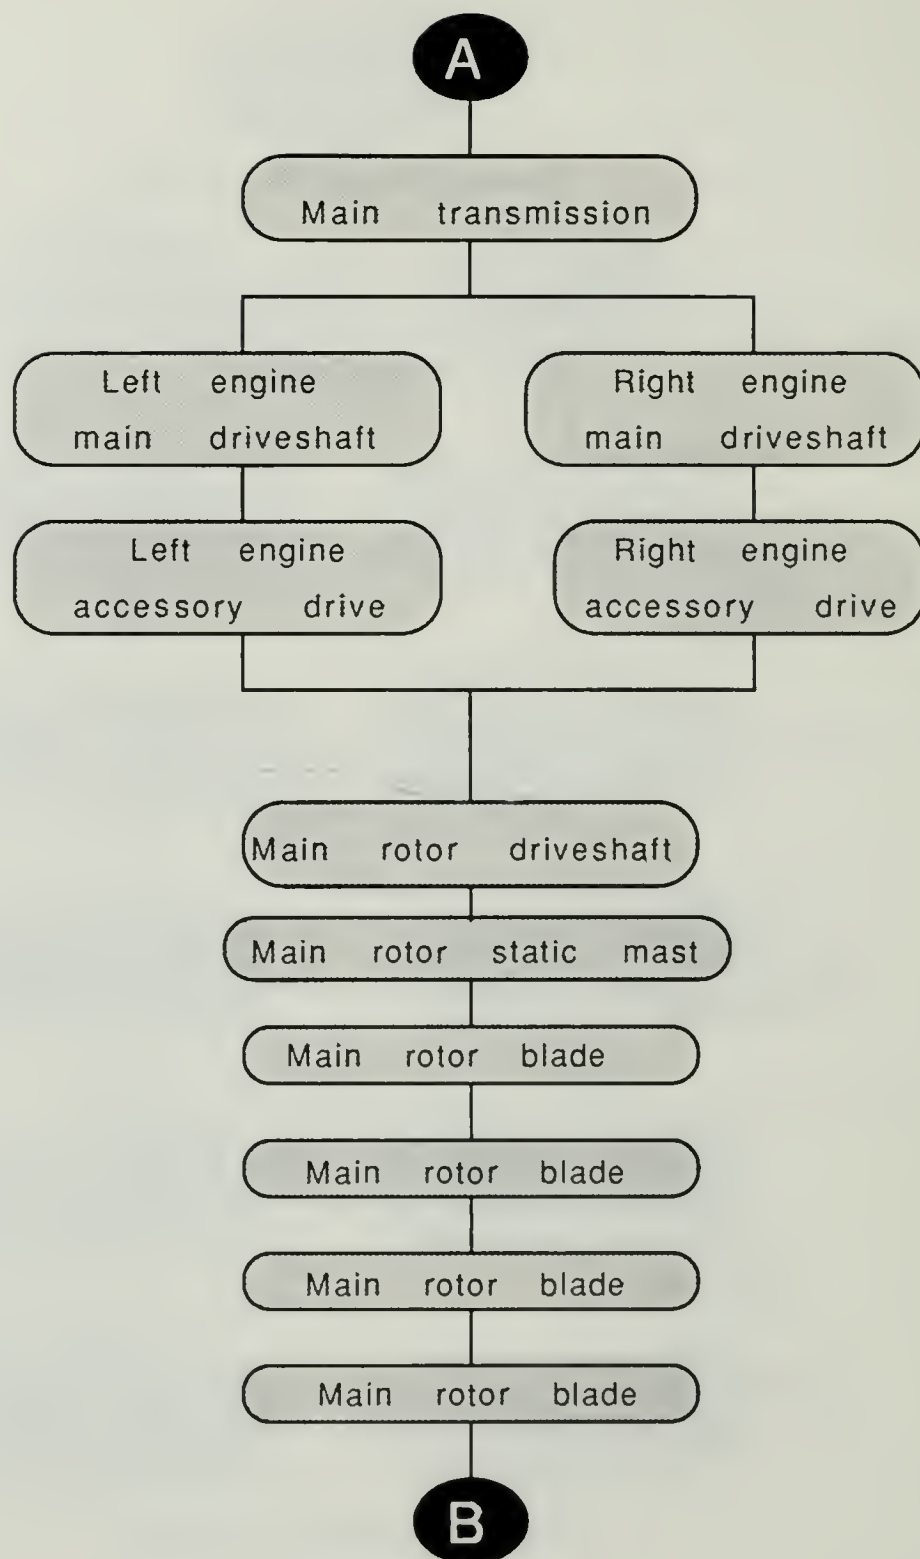 A
Main transmission
Left engine
main driveshaft
Right engine
main driveshaft
Left engine
accessory drive
Right engine
accessory drive
Main rotor driveshaft
Main rotor static mast
Main rotor blade
Main rotor blade
Main rotor blade
Main rotor blade
B